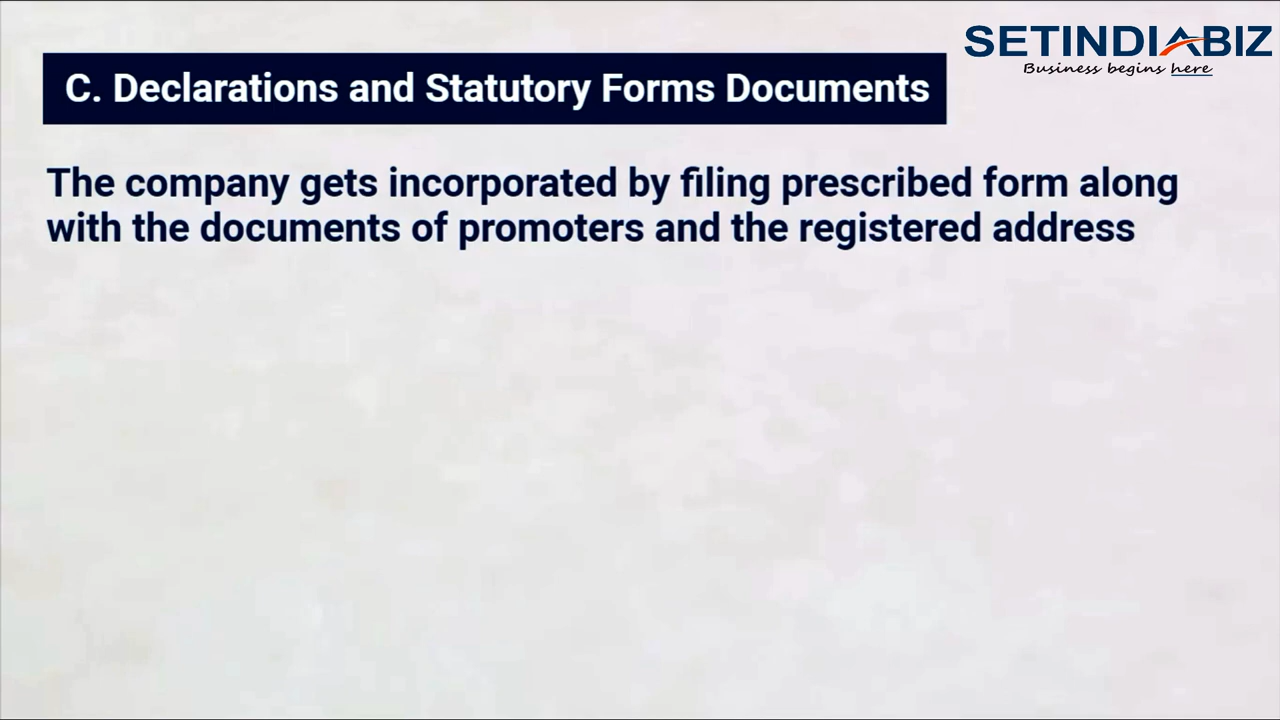 SETINDIABIZ
Business begins here
C. Declarations and Statutory Forms Documents
The company gets incorporated by filing prescribed form along
with the documents of promoters and the registered address